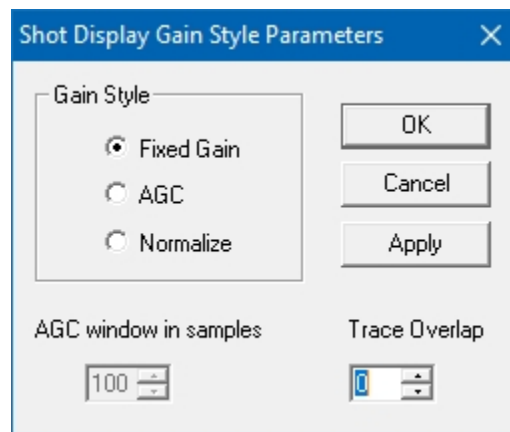 Shot Display Gain Style Parameters
Gain Style
Fixed Gain
AGC
Normalize
OK
Cancel
Apply
AGC window in samples
100
Trace Overlap
0